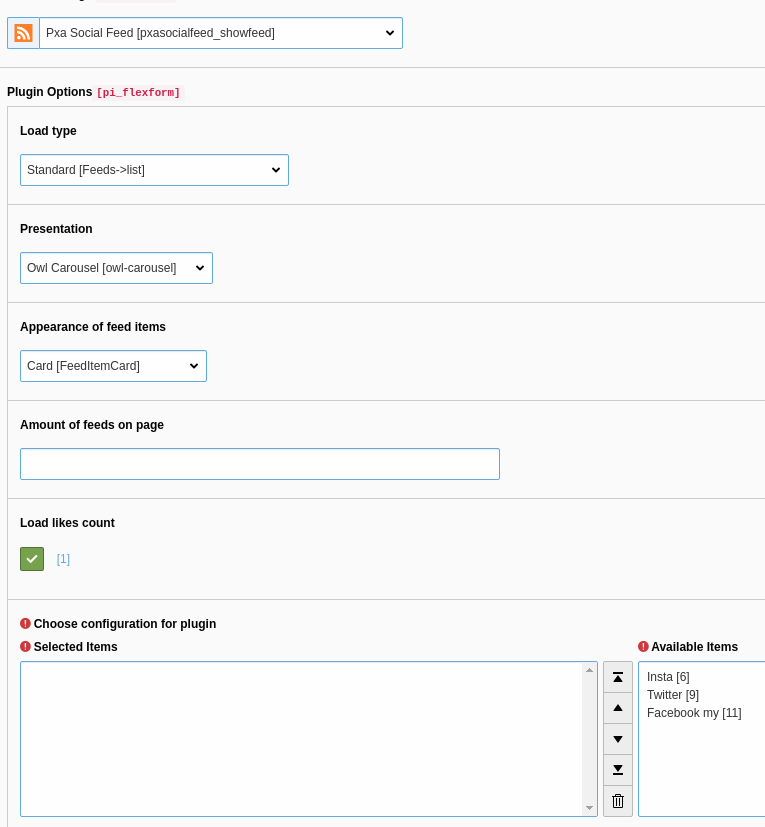 Pxa Social Feed [pxasocialfeed_showfeed]
Plugin Options [pi_flexform]
Load type
Standard [Feeds->list]
Presentation
Owl Carousel [owl-carousel]
Appearance of feed items
Card [FeedItemCard]
Amount of feeds on page
Load likes count
[1]
Choose configuration for plugin
Selected Items
Available Items
Insta [6]
Twitter [9]
Facebook my [11]